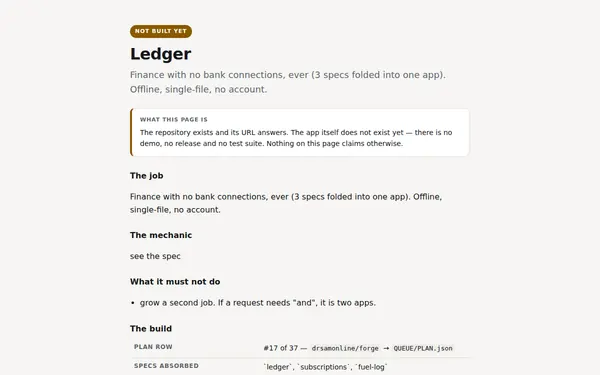 NOT BUILT YET
Ledger
Finance with no bank connections, ever (3 specs folded into one app).
Offline, single-file, no account.
WHAT THIS PAGE IS
The repository exists and its URL answers. The app itself does not exist yet — there is no
demo, no release and no test suite. Nothing on this page claims otherwise.
The job
Finance with no bank connections, ever (3 specs folded into one app). Offline,
single-file, no account.
The mechanic
see the spec
What it must not do
• grow a second job. If a request needs "and", it is two apps.
The build
PLAN ROW #17 of 37 — drsamonline/forge → QUEUE/PLAN.json
SPECS ABSORBED `ledger`, `subscriptions`, `fuel-log`